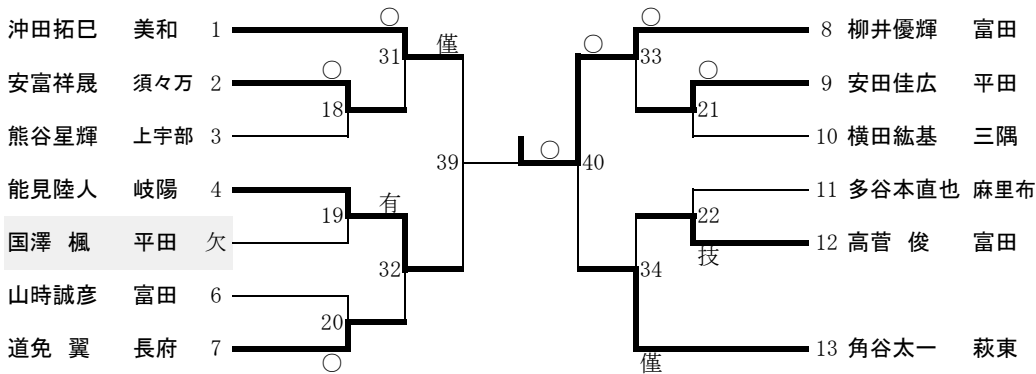 沖田拓巳 美和 1
安富祥晟 須々万 2
熊谷星輝 上宇部 3
能見陸人 岐陽 4
国澤 楓 平田 欠
山時誠彦 富田 6
道免 翼 長府 7
○
31
僅
○
18
39
19
有
32
20
○
○
40
○
○
33
○
21
22
技
34
僅
8 柳井優輝 富田
9 安田佳広 平田
10 横田紘基 三隅
11 多谷本直也 麻里布
12 高菅 俊 富田
13 角谷太一 萩東